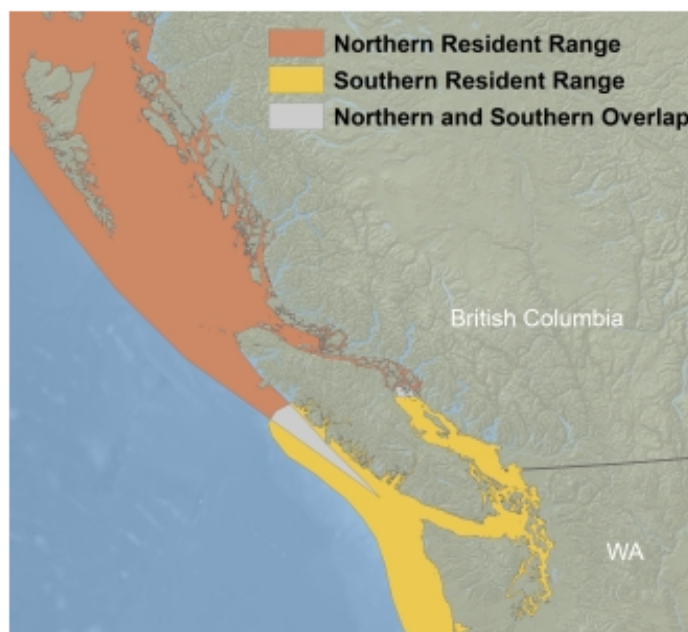 Northern Resident Range
Southern Resident Range
Northern and Southern Overlap
British Columbia
WA